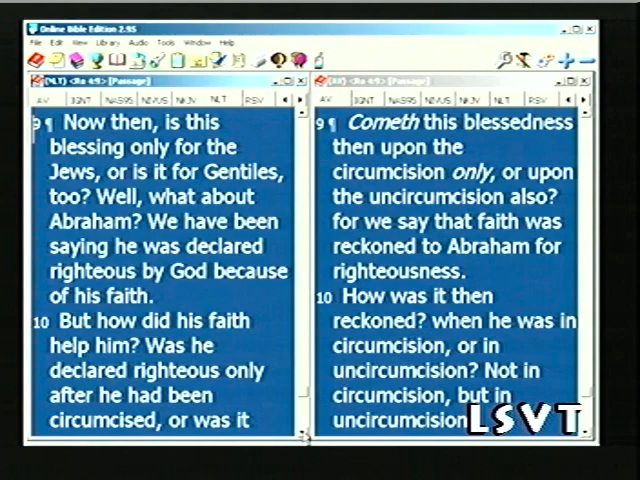 Online Bible Edition 2.95
File Edit View Library Audio Tools Window Help
(NLT) <Ro 4:9> [Passage]
AV IGNT NAS95 NIVUS NKJV NLT RSV
9 ¶ Now then, is this
blessing only for the
Jews, or is it for Gentiles,
too? Well, what about
Abraham? We have been
saying he was declared
righteous by God because
of his faith.
10 But how did his faith
help him? Was he
declared righteous only
after he had been
circumcised, or was it
(AV) <Ro 4:9> [Passage]
AV IGNT NAS95 NIVUS NKJV NLT RSV
9 ¶ Cometh this blessedness
then upon the
circumcision only, or upon
the uncircumcision also?
for we say that faith was
reckoned to Abraham for
righteousness.
10 How was it then
reckoned? when he was in
circumcision, or in
uncircumcision? Not in
circumcision, but in
uncircumcision
LSVT